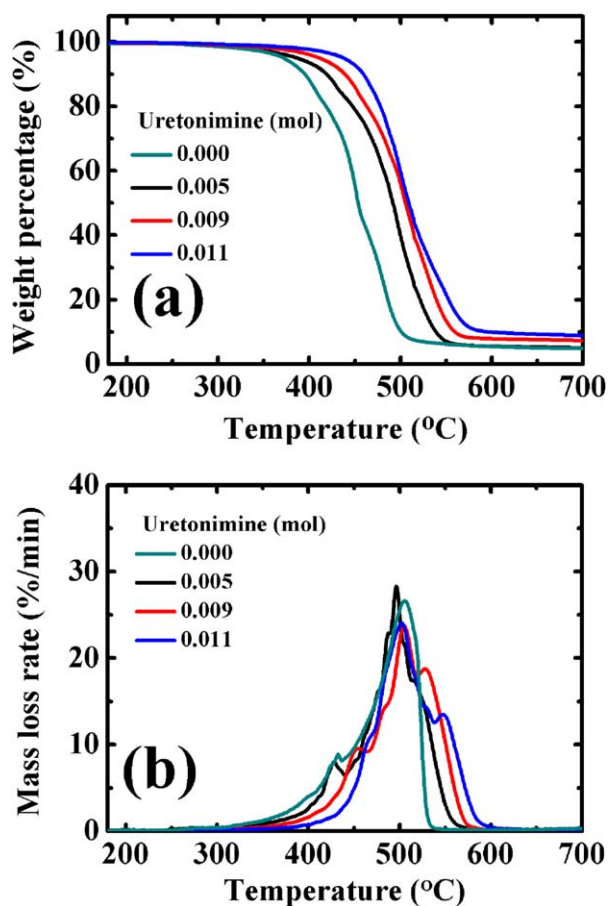 100
80
60
40
20
0
Weight percentage (%)
Uretonimine (mol)
0.000
0.005
0.009
0.011
(a)
200 300 400 500 600 700
Temperature (⁰C)
40
30
20
10
0
Mass loss rate (%/min)
Uretonimine (mol)
0.000
0.005
0.009
0.011
(b)
200 300 400 500 600 700
Temperature (ᵒC)